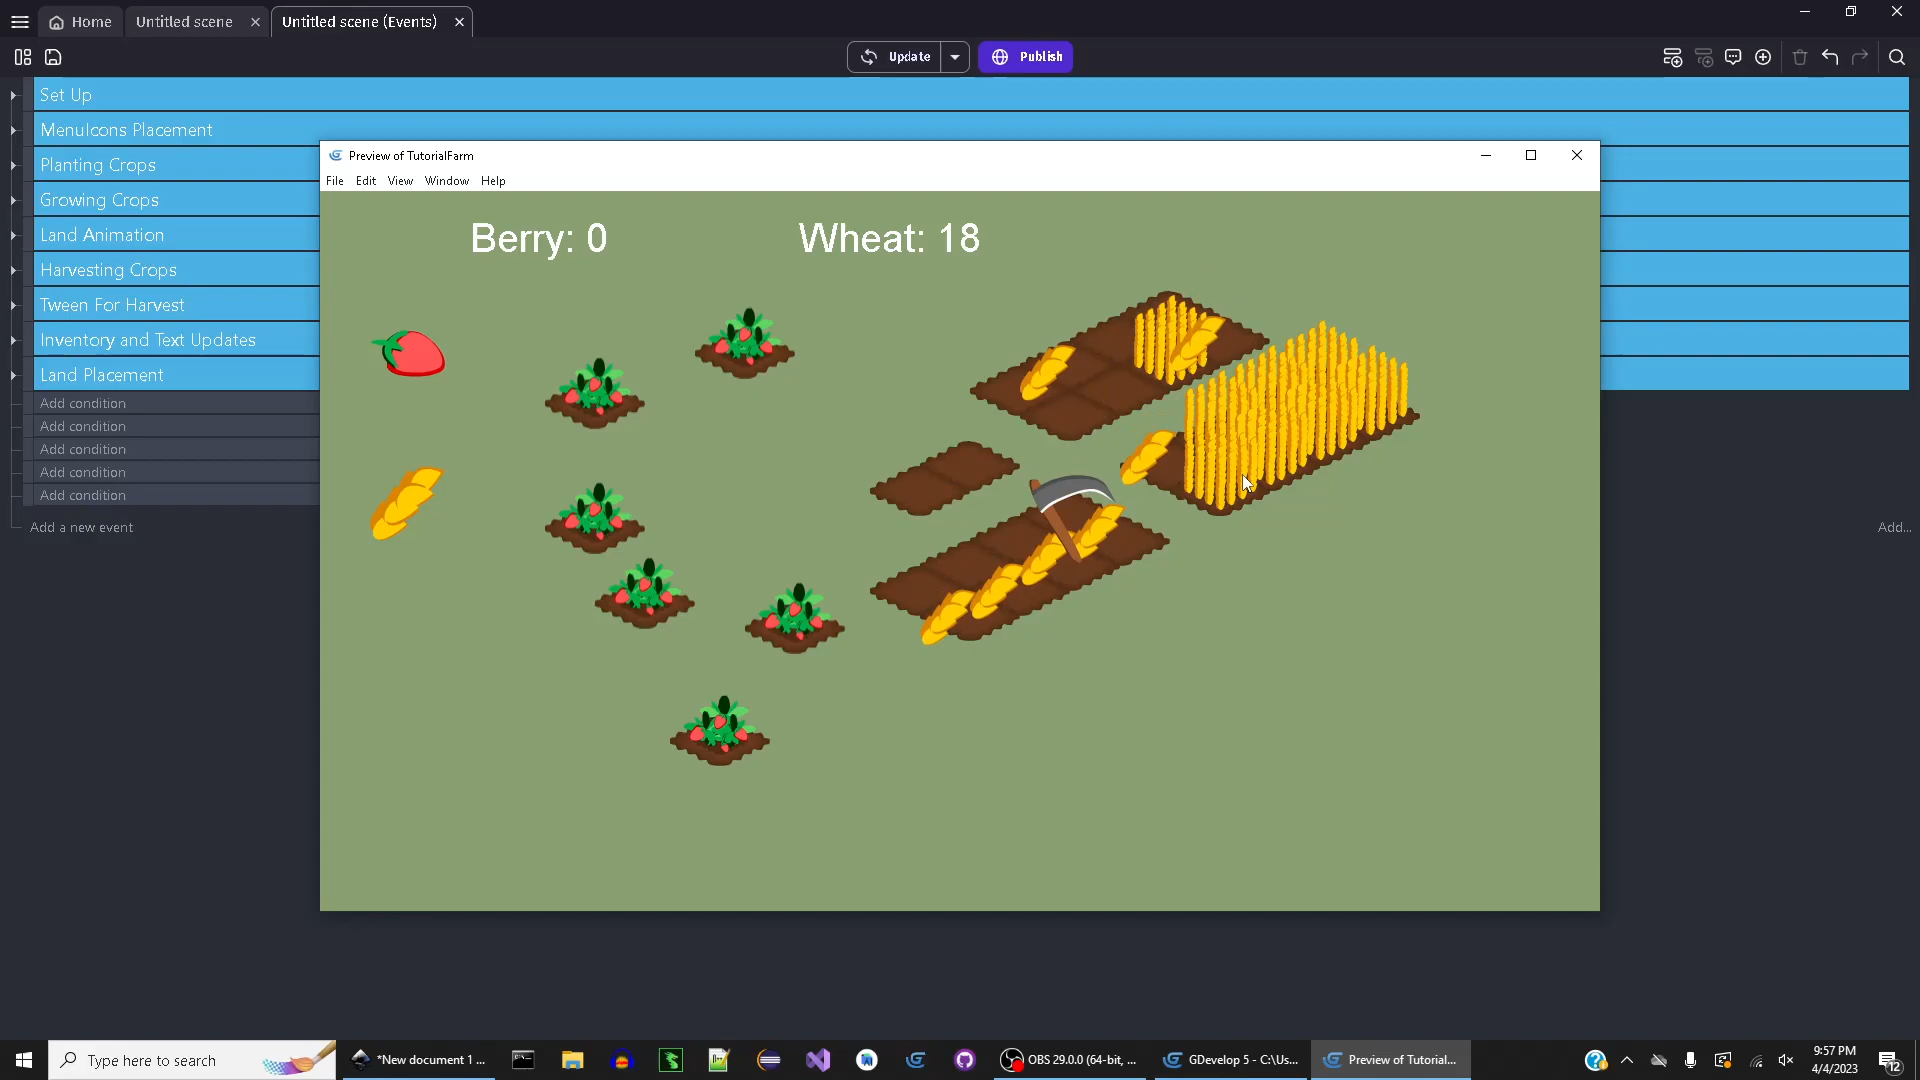 Home
Untitled scene
Untitled scene (Events)
Update
Publish
Set Up
MenuIcons Placement
Planting Crops
Growing Crops
Land Animation
Harvesting Crops
Tween For Harvest
Inventory and Text Updates
Land Placement
Add condition
Add condition
Add condition
Add condition
Add condition
Add a new event
Add...
Preview of TutorialFarm
File Edit View Window Help
Berry: 0
Wheat: 18
Type here to search
*New document 1 ...
OBS 29.0.0 (64-bit, ...
GDevelop 5 - C:\Us...
Preview of Tutorial...
9:57 PM
4/4/2023
12